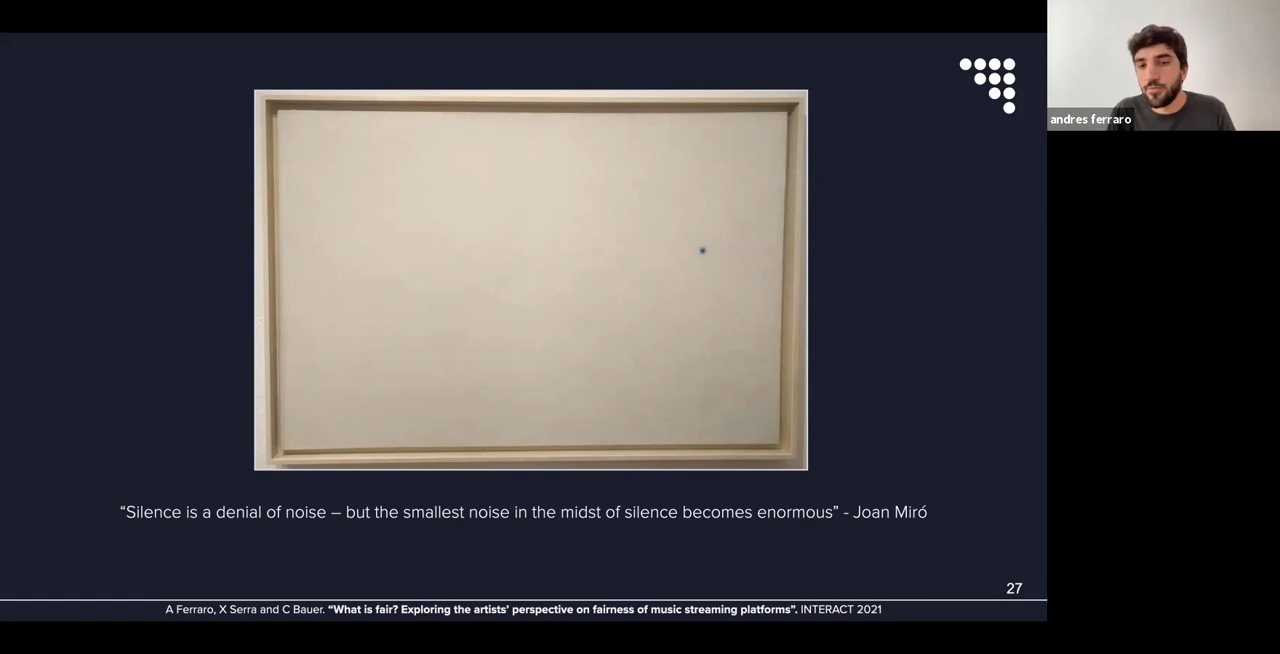 andres ferraro
“Silence is a denial of noise – but the smallest noise in the midst of silence becomes enormous” - Joan Miró
27
A Ferraro, X Serra and C Bauer. “What is fair? Exploring the artists’ perspective on fairness of music streaming platforms”. INTERACT 2021